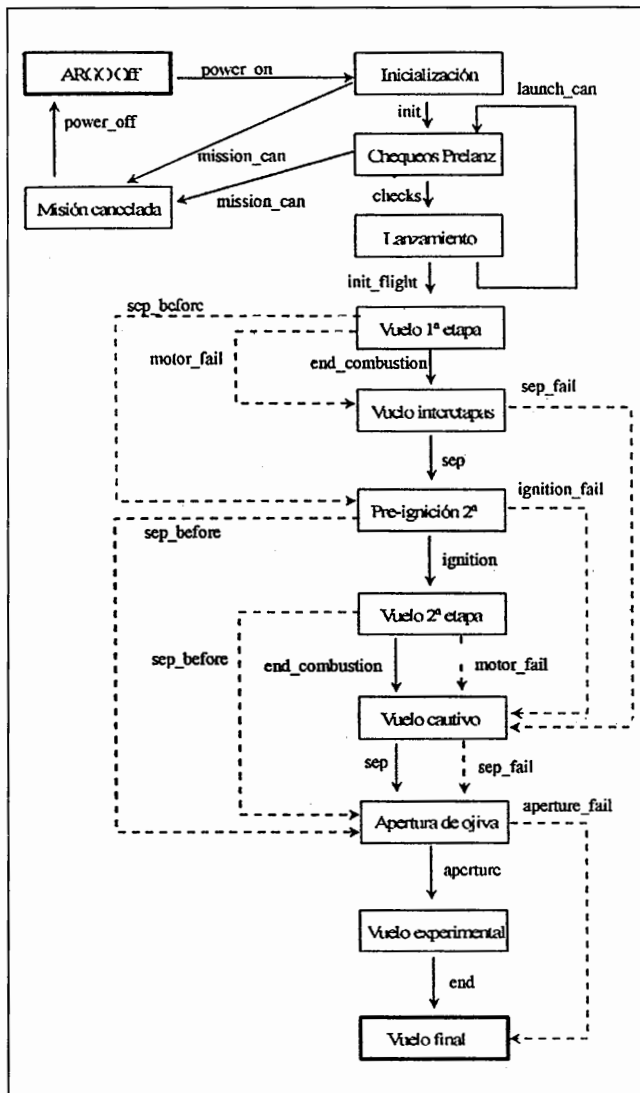 ARGO Off
power_on
Inicialización
launch_can
power_off
init
mission_can
Chequeos Prelanz
Misión cancelada
mission_can
checks
Lanzamiento
init_flight
sep_before
Vuelo 1ª etapa
motor_fail
end_combustion
sep_fail
Vuelo interetapas
sep
ignition_fail
Pre-ignición 2ª
sep_before
ignition
Vuelo 2ª etapa
sep_before
end_combustion
motor_fail
Vuelo cautivo
sep
sep_fail
aperture_fail
Apertura de ojiva
aperture
Vuelo experimental
end
Vuelo final